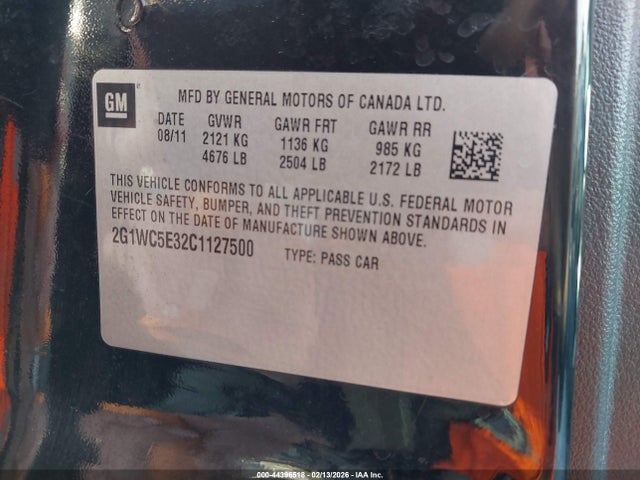 GM
MFD BY GENERAL MOTORS OF CANADA LTD.
DATE GVWR GAWR FRT GAWR RR
08/11 2121 KG 1136 KG 985 KG
4676 LB 2504 LB 2172 LB
THIS VEHICLE CONFORMS TO ALL APPLICABLE U.S. FEDERAL MOTOR
VEHICLE SAFETY, BUMPER, AND THEFT PREVENTION STANDARDS IN
EFFECT ON THE DATE OF MANUFACTURE SHOWN ABOVE.
2G1WC5E32C1127500 TYPE: PASS CAR
000-44395518 - 02/13/2026 - IAA Inc.